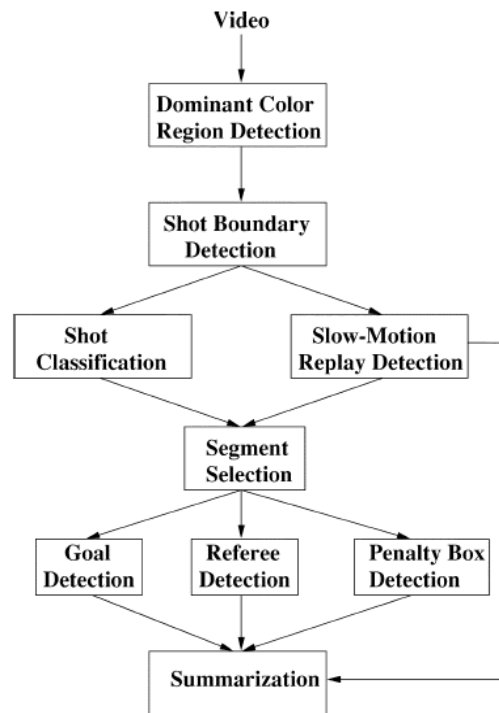 Video
Dominant Color
Region Detection
Shot Boundary
Detection
Shot
Classification
Slow-Motion
Replay Detection
Segment
Selection
Goal
Detection
Referee
Detection
Penalty Box
Detection
Summarization